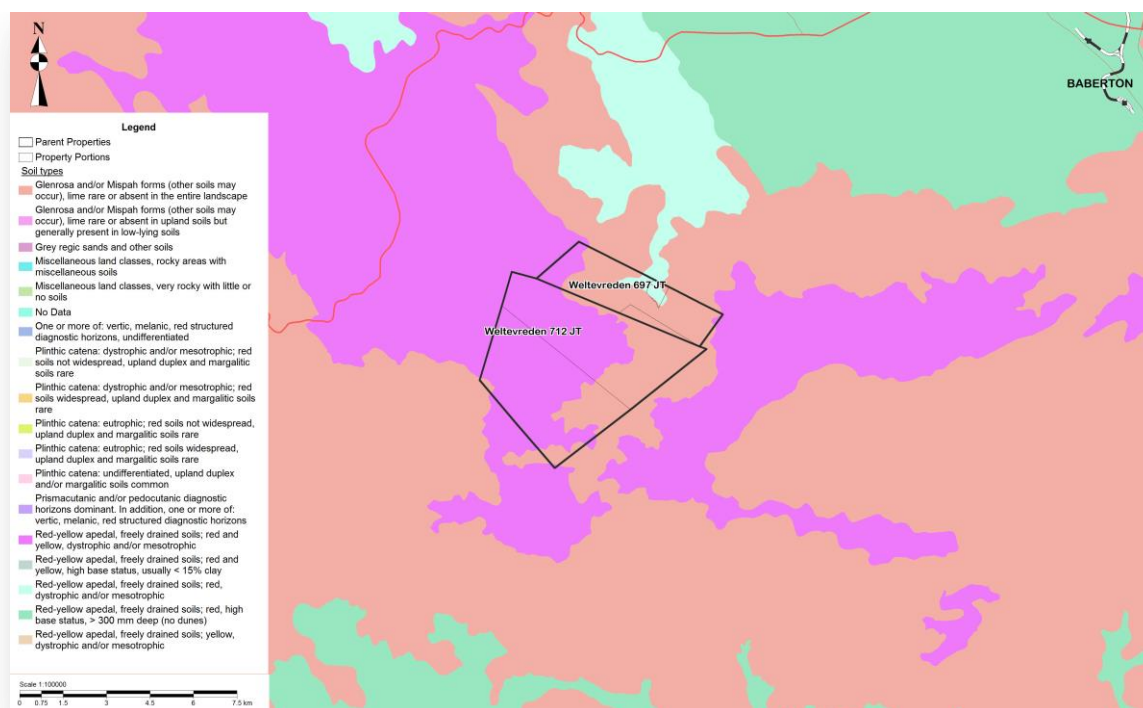 N
BABERTON
Legend
Parent Properties
Property Portions
Soil types
Glenrosa and/or Mispah forms (other soils may
occur), lime rare or absent in the entire landscape
Glenrosa and/or Mispah forms (other soils may
occur), lime rare or absent in upland soils but
generally present in low-lying soils
Grey regic sands and other soils
Miscellaneous land classes, rocky areas with
miscellaneous soils
Miscellaneous land classes, very rocky with little or
no soils
No Data
One or more of: vertic, melanic, red structured
diagnostic horizons, undifferentiated
Plinthic catena: dystrophic and/or mesotrophic; red
soils not widespread, upland duplex and margalitic
soils rare
Plinthic catena: dystrophic and/or mesotrophic; red
soils widespread, upland duplex and margalitic soils
rare
Plinthic catena: eutrophic; red soils not widespread,
upland duplex and margalitic soils rare
Plinthic catena: eutrophic; red soils widespread,
upland duplex and margalitic soils rare
Plinthic catena: undifferentiated, upland duplex
and/or margalitic soils common
Prismacutanic and/or pedocutanic diagnostic
horizons dominant. In addition, one or more of:
vertic, melanic, red structured diagnostic horizons
Red-yellow apedal, freely drained soils; red and
yellow, dystrophic and/or mesotrophic
Red-yellow apedal, freely drained soils; red and
yellow, high base status, usually < 15% clay
Red-yellow apedal, freely drained soils; red,
dystrophic and/or mesotrophic
Red-yellow apedal, freely drained soils; red, high
base status, > 300 mm deep (no dunes)
Red-yellow apedal, freely drained soils; yellow,
dystrophic and/or mesotrophic
Weltevreden 697 JT
Weltevreden 712 JT
Scale 1:100000
0 0.75 1.5 3 4.5 6 7.5 km